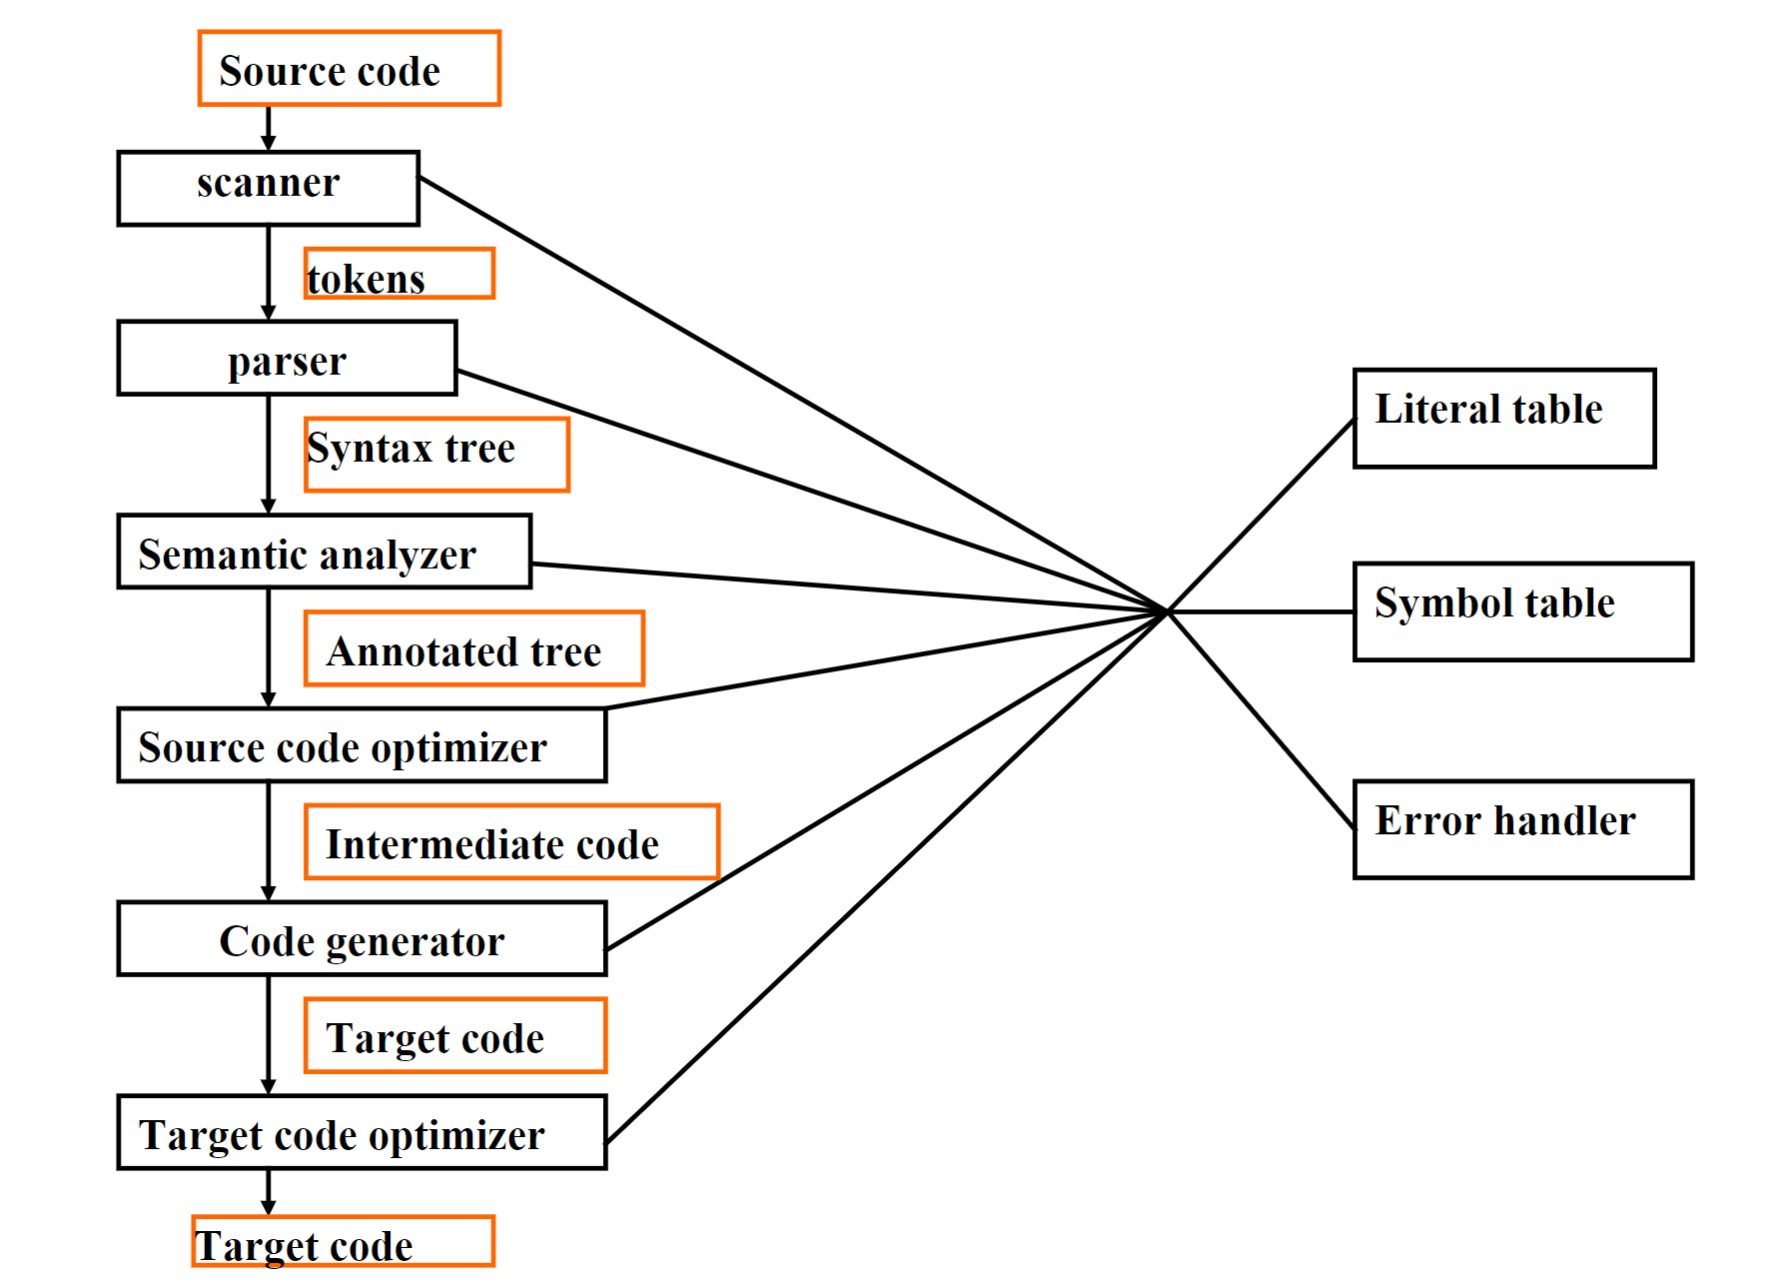 Source code
scanner
tokens
parser
Syntax tree
Semantic analyzer
Annotated tree
Source code optimizer
Intermediate code
Code generator
Target code
Target code optimizer
Target code
Literal table
Symbol table
Error handler